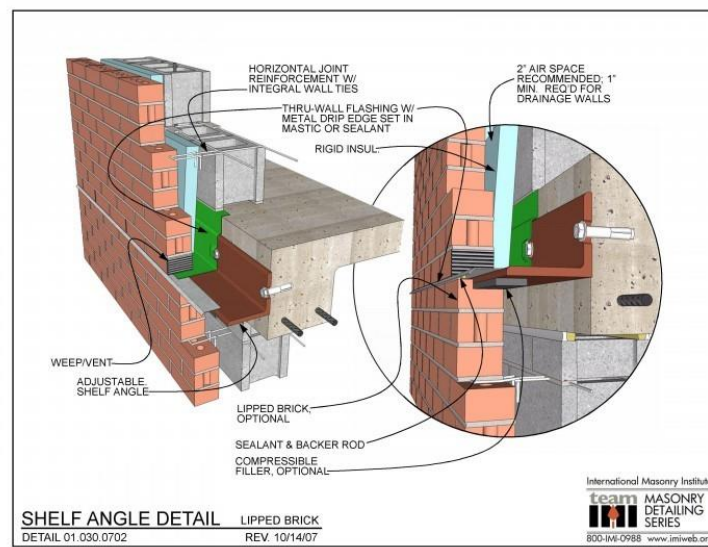 HORIZONTAL JOINT
REINFORCEMENT W/
INTEGRAL WALL TIES
THRU-WALL FLASHING W/
METAL DRIP EDGE SET IN
MASTIC OR SEALANT
RIGID INSUL.
2" AIR SPACE
RECOMMENDED; 1"
MIN. REQ'D FOR
DRAINAGE WALLS
WEEP/VENT
ADJUSTABLE
SHELF ANGLE
LIPPED BRICK,
OPTIONAL
SEALANT & BACKER ROD
COMPRESSIBLE
FILLER, OPTIONAL
SHELF ANGLE DETAIL LIPPED BRICK
DETAIL 01.030.0702 REV. 10/14/07
International Masonry Institute
team MASONRY
DETAILING
SERIES
800-IMI-0988 www.imiweb.org